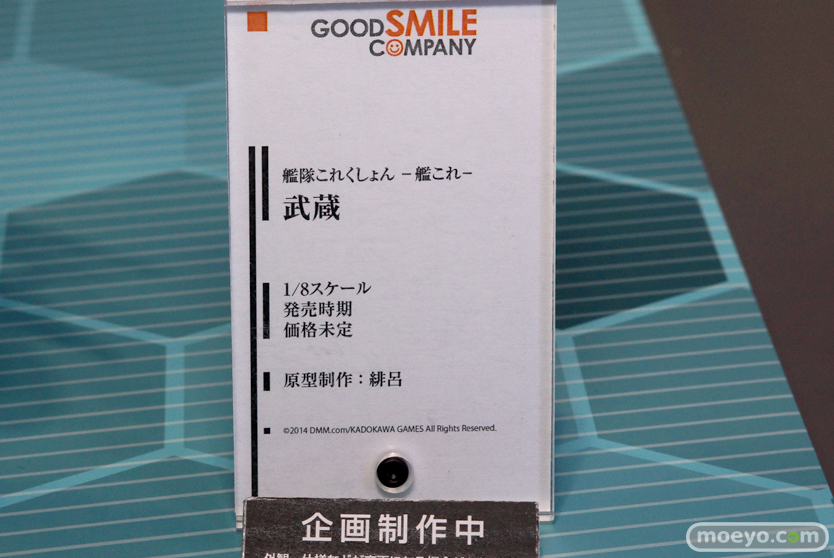 GOODSMILE
COMPANY
艦隊これくしょん －艦これ－
武蔵
1/8スケール
発売時期
価格未定
原型制作：緋呂
©2014 DMM.com/KADOKAWA GAMES All Rights Reserved.
企画制作中
moeyo.com